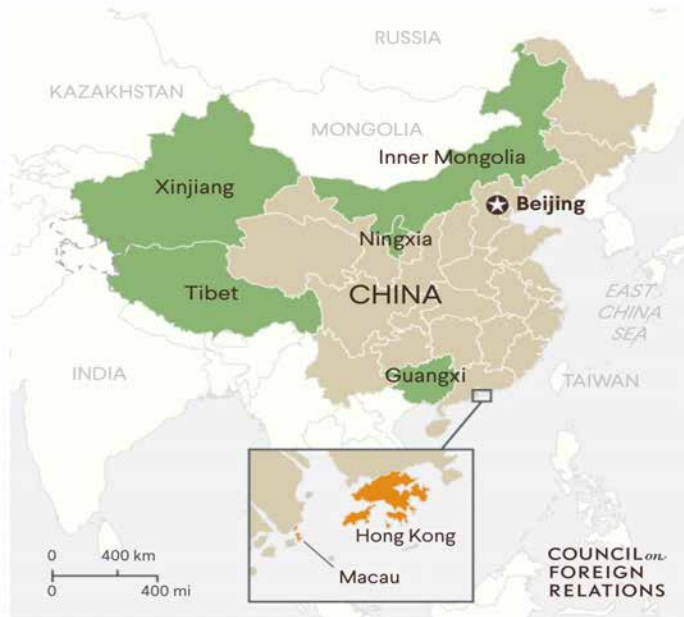 RUSSIA
KAZAKHSTAN
MONGOLIA
Inner Mongolia
Xinjiang
Beijing
Ningxia
Tibet
CHINA
EAST
CHINA
SEA
INDIA
Guangxi
TAIWAN
Hong Kong
Macau
0 400 km
0 400 mi
COUNCIL on
FOREIGN
RELATIONS